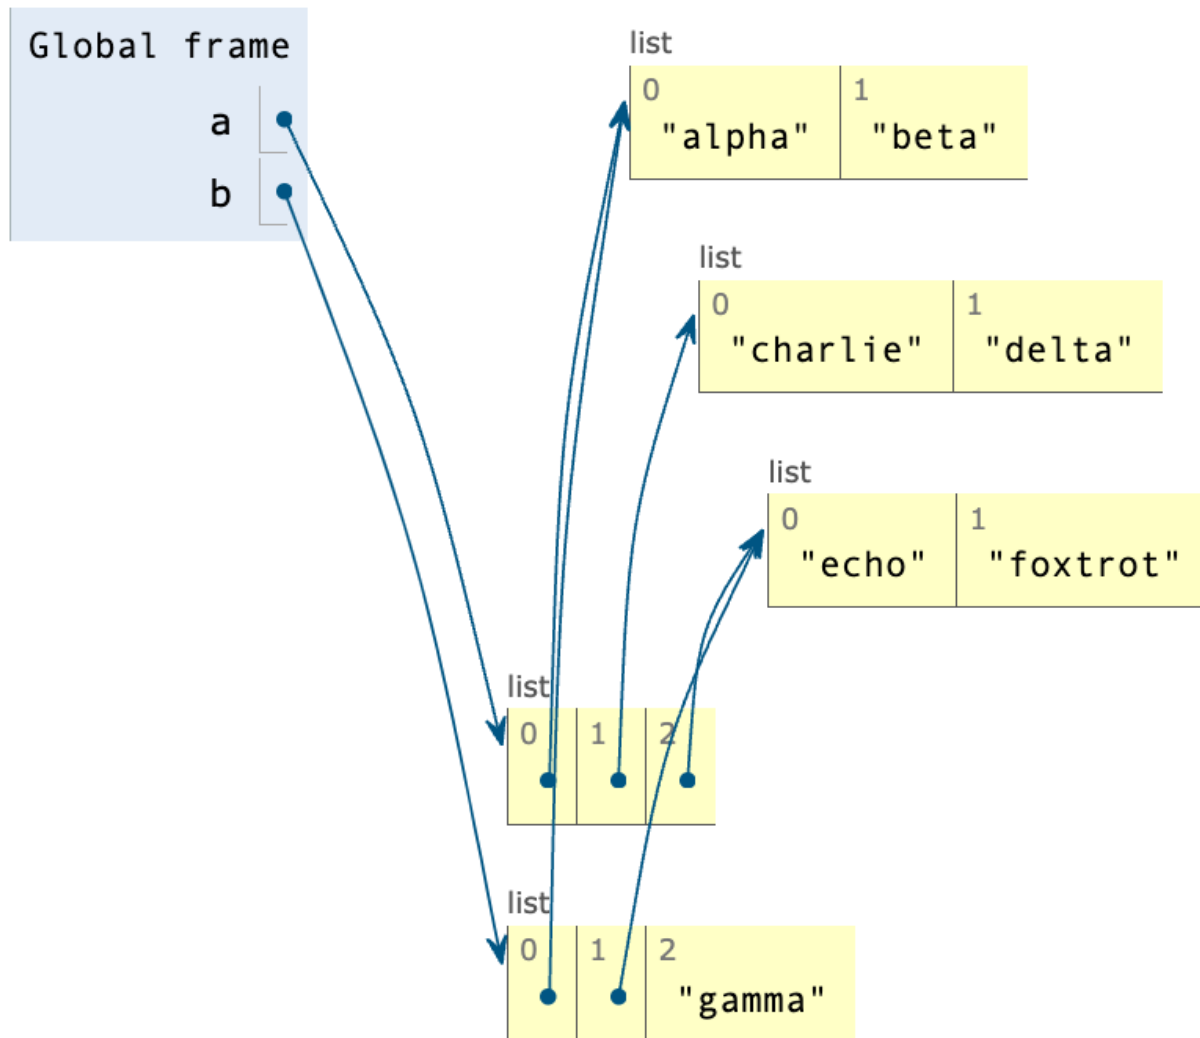 Global frame
a
b
list
0 1
"alpha" "beta"
list
0 1
"charlie" "delta"
list
0 1
"echo" "foxtrot"
list
0 1 2
list
0 1 2
"gamma"